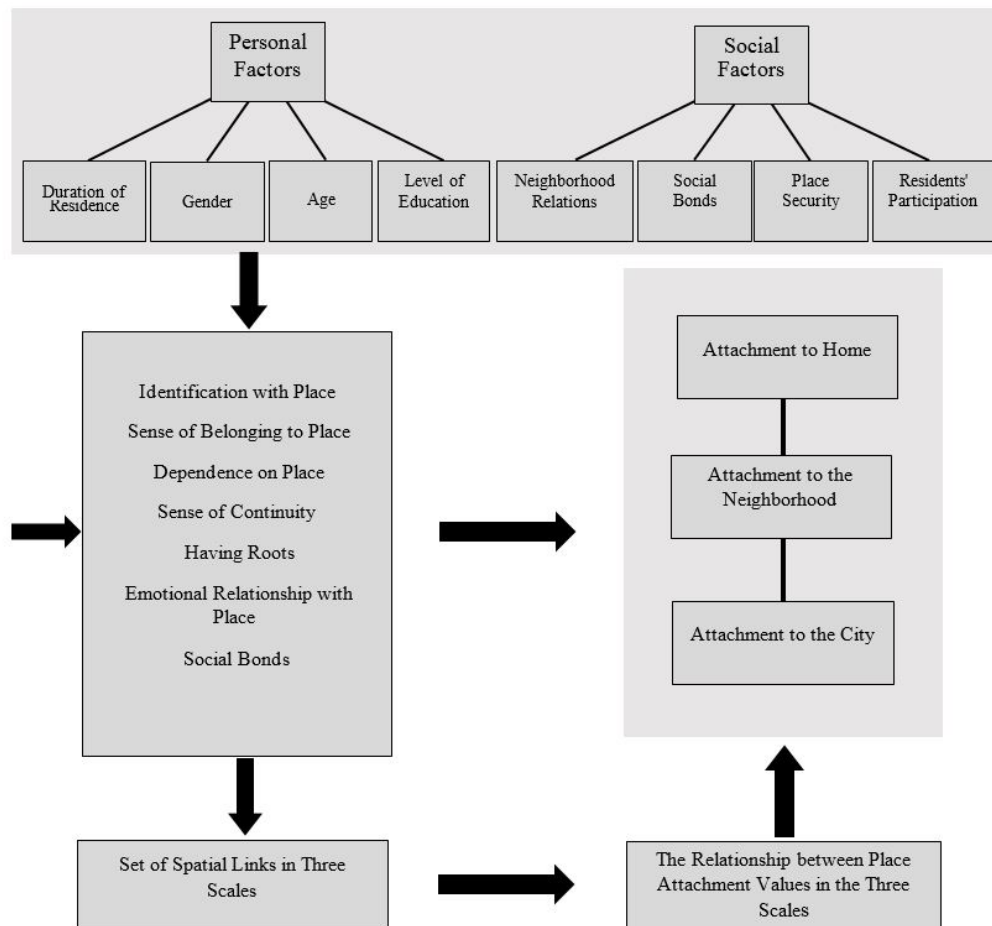 Personal
Factors
Social
Factors
Duration of
Residence
Gender
Age
Level of
Education
Neighborhood
Relations
Social
Bonds
Place
Security
Residents'
Participation
Identification with Place
Sense of Belonging to Place
Dependence on Place
Sense of Continuity
Having Roots
Emotional Relationship with
Place
Social Bonds
Attachment to Home
Attachment to the
Neighborhood
Attachment to the City
Set of Spatial Links in Three
Scales
The Relationship between Place
Attachment Values in the Three
Scales